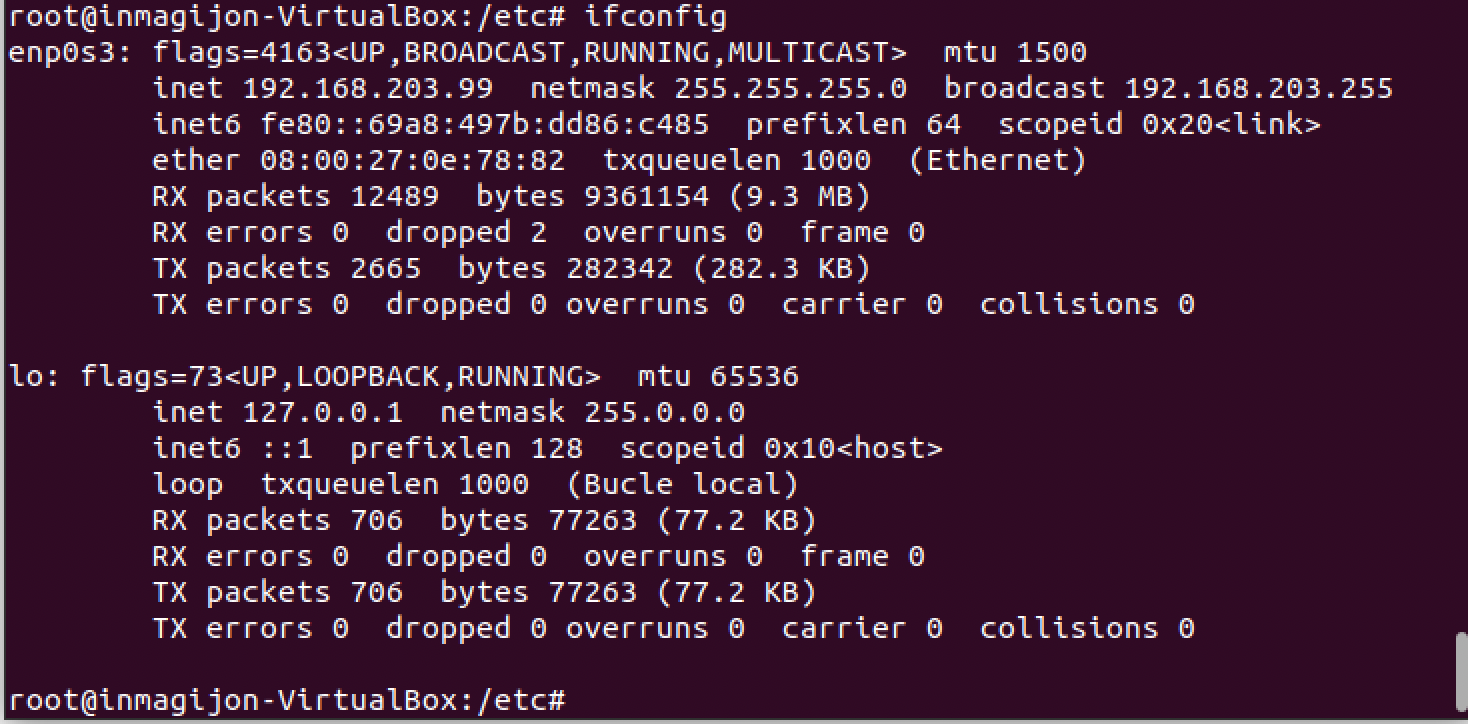 root@inmagijon-VirtualBox:/etc# ifconfig
enp0s3: flags=4163<UP,BROADCAST,RUNNING,MULTICAST>  mtu 1500
        inet 192.168.203.99  netmask 255.255.255.0  broadcast 192.168.203.255
        inet6 fe80::69a8:497b:dd86:c485  prefixlen 64  scopeid 0x20<link>
        ether 08:00:27:0e:78:82  txqueuelen 1000  (Ethernet)
        RX packets 12489  bytes 9361154 (9.3 MB)
        RX errors 0  dropped 2  overruns 0  frame 0
        TX packets 2665  bytes 282342 (282.3 KB)
        TX errors 0  dropped 0 overruns 0  carrier 0  collisions 0

lo: flags=73<UP,LOOPBACK,RUNNING>  mtu 65536
        inet 127.0.0.1  netmask 255.0.0.0
        inet6 ::1  prefixlen 128  scopeid 0x10<host>
        loop  txqueuelen 1000  (Bucle local)
        RX packets 706  bytes 77263 (77.2 KB)
        RX errors 0  dropped 0  overruns 0  frame 0
        TX packets 706  bytes 77263 (77.2 KB)
        TX errors 0  dropped 0 overruns 0  carrier 0  collisions 0

root@inmagijon-VirtualBox:/etc#